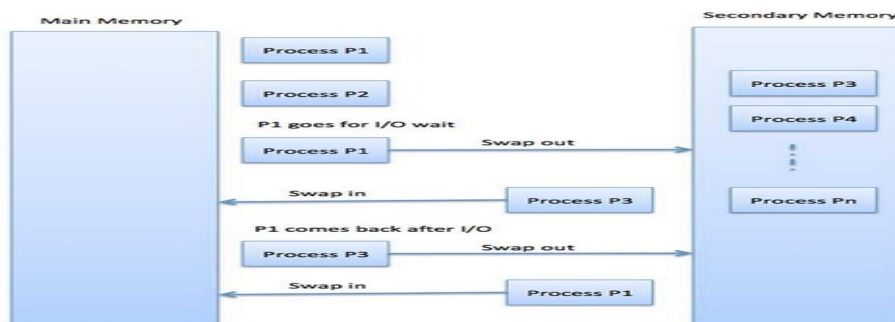 Main Memory
Secondary Memory
Process P1
Process P3
Process P2
Process P4
P1 goes for I/O wait
Process P1
Swap out
Swap in
Process P3
Process Pn
P1 comes back after I/O
Process P3
Swap out
Swap in
Process P1